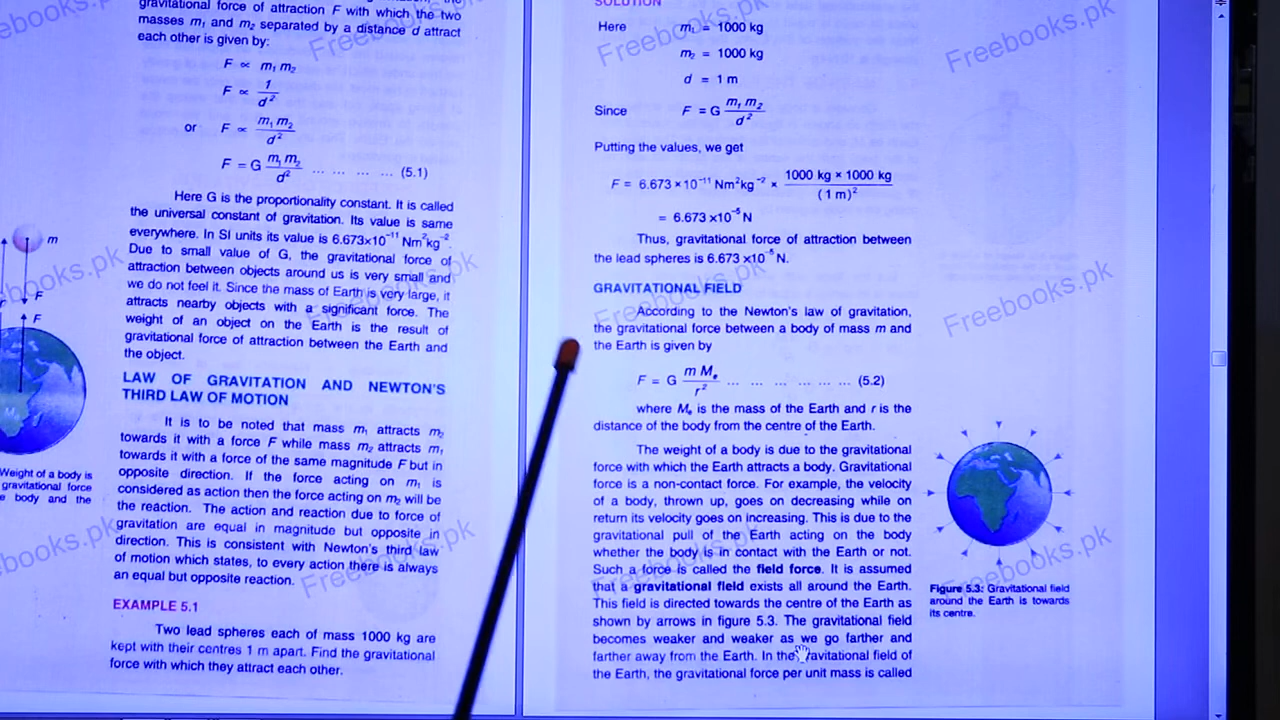 gravitational force of attraction F with which the two
masses m₁ and m₂ separated by a distance d attract
each other is given by:
F ∝ m₁ m₂
F ∝ 1/d²
or F ∝ m₁ m₂/d²
F = G m₁ m₂/d² ... ... ... ... (5.1)
Here G is the proportionality constant. It is called
the universal constant of gravitation. Its value is same
everywhere. In SI units its value is 6.673×10⁻¹¹ Nm²kg⁻².
Due to small value of G, the gravitational force of
attraction between objects around us is very small and
we do not feel it. Since the mass of Earth is very large, it
attracts nearby objects with a significant force. The
weight of an object on the Earth is the result of
gravitational force of attraction between the Earth and
the object.
LAW OF GRAVITATION AND NEWTON'S
THIRD LAW OF MOTION
It is to be noted that mass m₁ attracts m₂
towards it with a force F while mass m₂ attracts m₁
towards it with a force of the same magnitude F but in
opposite direction. If the force acting on m₁ is
considered as action then the force acting on m₂ will be
the reaction. The action and reaction due to force of
gravitation are equal in magnitude but opposite in
direction. This is consistent with Newton's third law
of motion which states, to every action there is always
an equal but opposite reaction.
EXAMPLE 5.1
Two lead spheres each of mass 1000 kg are
kept with their centres 1 m apart. Find the gravitational
force with which they attract each other.
m
F
F
Weight of a body is
gravitational force
body and the
SOLUTION
Here m₁ = 1000 kg
m₂ = 1000 kg
d = 1 m
Since F = G m₁ m₂/d²
Putting the values, we get
F = 6.673 × 10⁻¹¹ Nm²kg⁻² × 1000 kg × 1000 kg/(1 m)²
= 6.673 ×10⁻⁵ N
Thus, gravitational force of attraction between
the lead spheres is 6.673 ×10⁻⁵ N.
GRAVITATIONAL FIELD
According to the Newton's law of gravitation,
the gravitational force between a body of mass m and
the Earth is given by
F = G m Mₑ/r² ... ... ... ... ... ... (5.2)
where Mₑ is the mass of the Earth and r is the
distance of the body from the centre of the Earth.
The weight of a body is due to the gravitational
force with which the Earth attracts a body. Gravitational
force is a non-contact force. For example, the velocity
of a body, thrown up, goes on decreasing while on
return its velocity goes on increasing. This is due to the
gravitational pull of the Earth acting on the body
whether the body is in contact with the Earth or not.
Such a force is called the field force. It is assumed
that a gravitational field exists all around the Earth.
This field is directed towards the centre of the Earth as
shown by arrows in figure 5.3. The gravitational field
becomes weaker and weaker as we go farther and
farther away from the Earth. In the gravitational field of
the Earth, the gravitational force per unit mass is called
Figure 5.3: Gravitational field
around the Earth is towards
its centre.
Freebooks.pk
Freebooks.pk
Freebooks.pk
Freebooks.pk
Freebooks.pk
Freebooks.pk
Freebooks.pk
Freebooks.pk
Freebooks.pk